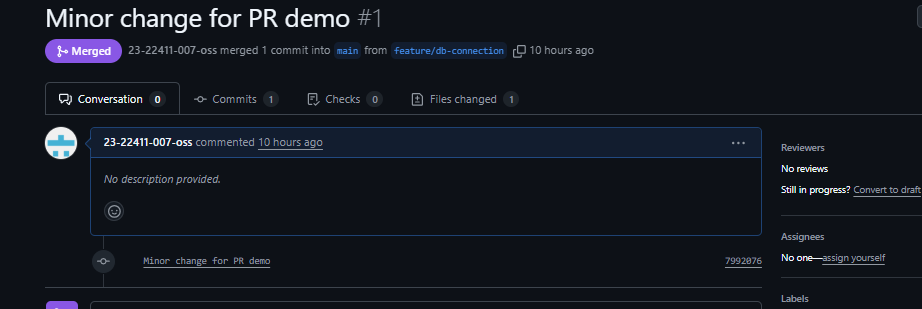 Minor change for PR demo #1
Merged 23-22411-007-oss merged 1 commit into main from feature/db-connection 10 hours ago
Conversation 0 Commits 1 Checks 0 Files changed 1
23-22411-007-oss commented 10 hours ago
No description provided.
Minor change for PR demo 7992076
Reviewers
No reviews
Still in progress? Convert to draft
Assignees
No one—assign yourself
Labels